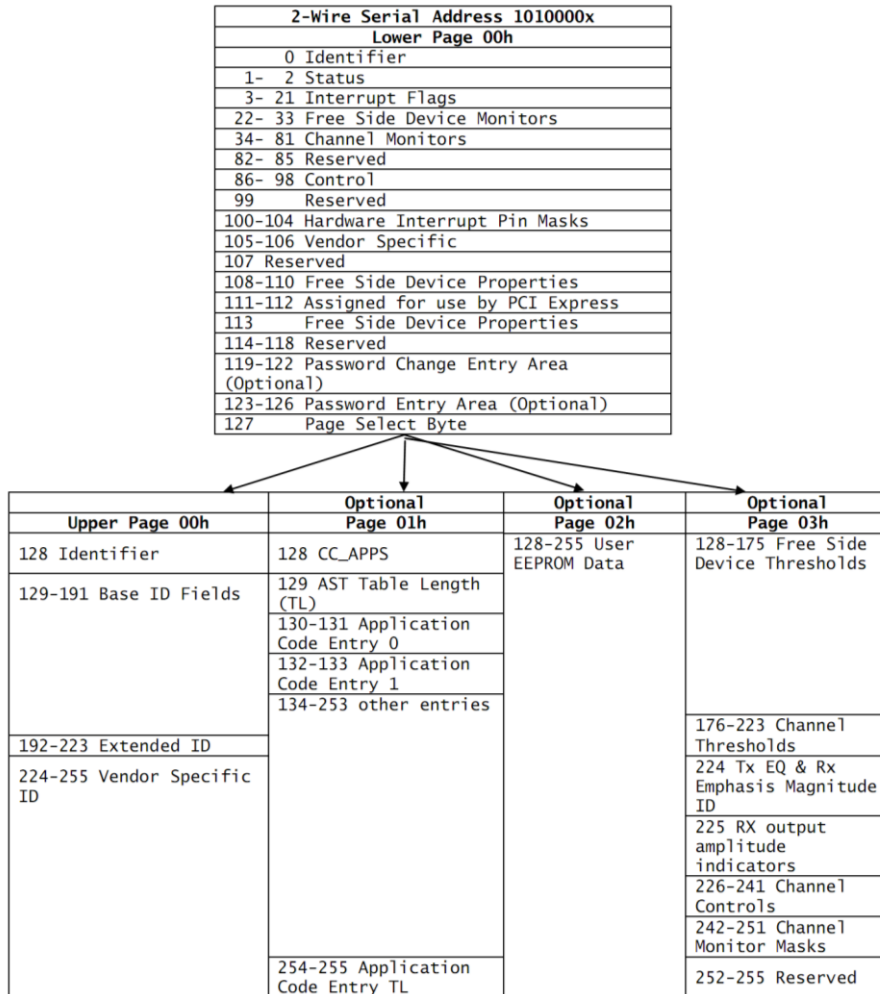 2-Wire Serial Address 1010000x
Lower Page 00h
0 Identifier
1- 2 Status
3- 21 Interrupt Flags
22- 33 Free Side Device Monitors
34- 81 Channel Monitors
82- 85 Reserved
86- 98 Control
99 Reserved
100-104 Hardware Interrupt Pin Masks
105-106 Vendor Specific
107 Reserved
108-110 Free Side Device Properties
111-112 Assigned for use by PCI Express
113 Free Side Device Properties
114-118 Reserved
119-122 Password Change Entry Area
(Optional)
123-126 Password Entry Area (Optional)
127 Page Select Byte
Upper Page 00h
128 Identifier
129-191 Base ID Fields
192-223 Extended ID
224-255 Vendor Specific
ID
Optional
Page 01h
128 CC_APPS
129 AST Table Length
(TL)
130-131 Application
Code Entry 0
132-133 Application
Code Entry 1
134-253 other entries
254-255 Application
Code Entry TL
Optional
Page 02h
128-255 User
EEPROM Data
Optional
Page 03h
128-175 Free Side
Device Thresholds
176-223 Channel
Thresholds
224 Tx EQ & Rx
Emphasis Magnitude
ID
225 RX output
amplitude
indicators
226-241 Channel
Controls
242-251 Channel
Monitor Masks
252-255 Reserved